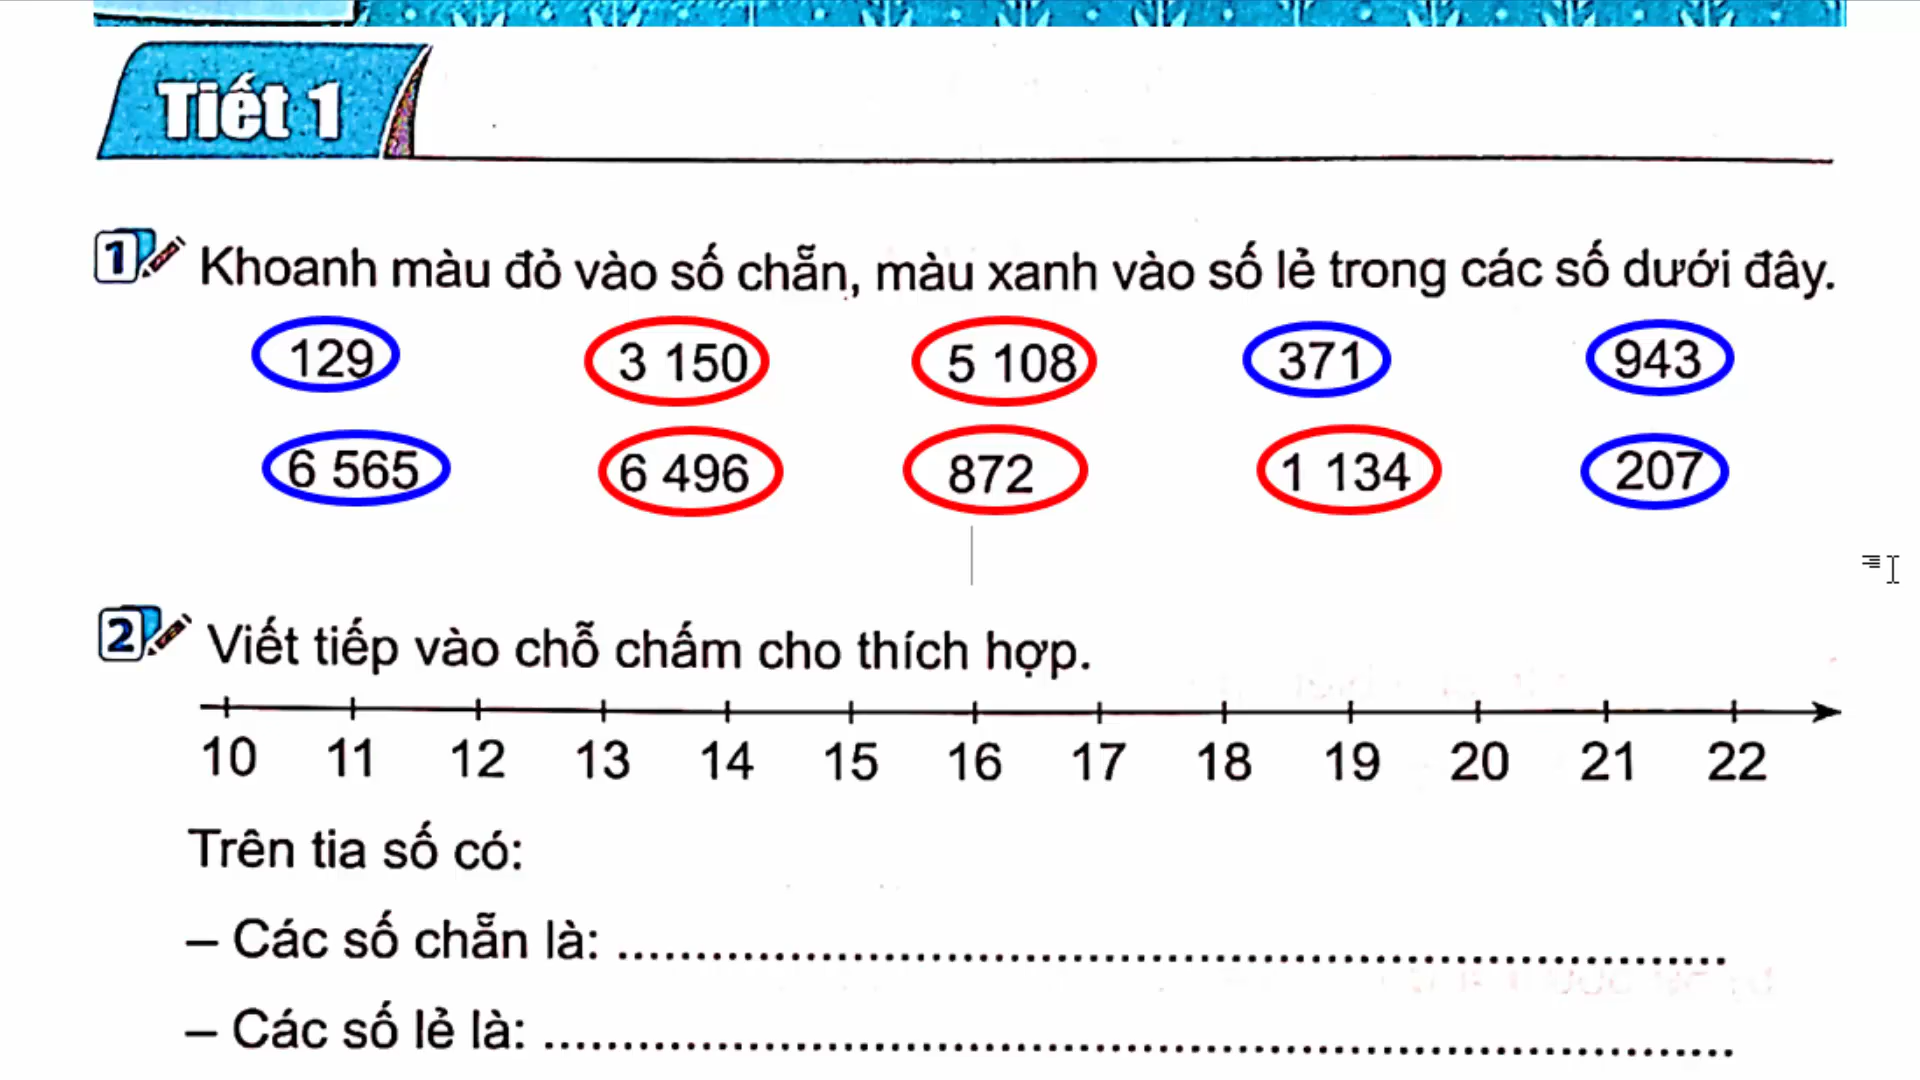 Tiết 1
1 Khoanh màu đỏ vào số chẵn, màu xanh vào số lẻ trong các số dưới đây.
129 3 150 5 108 371 943
6 565 6 496 872 1 134 207
2 Viết tiếp vào chỗ chấm cho thích hợp.
10 11 12 13 14 15 16 17 18 19 20 21 22
Trên tia số có:
– Các số chẵn là: ..........................................................................
– Các số lẻ là: ..............................................................................